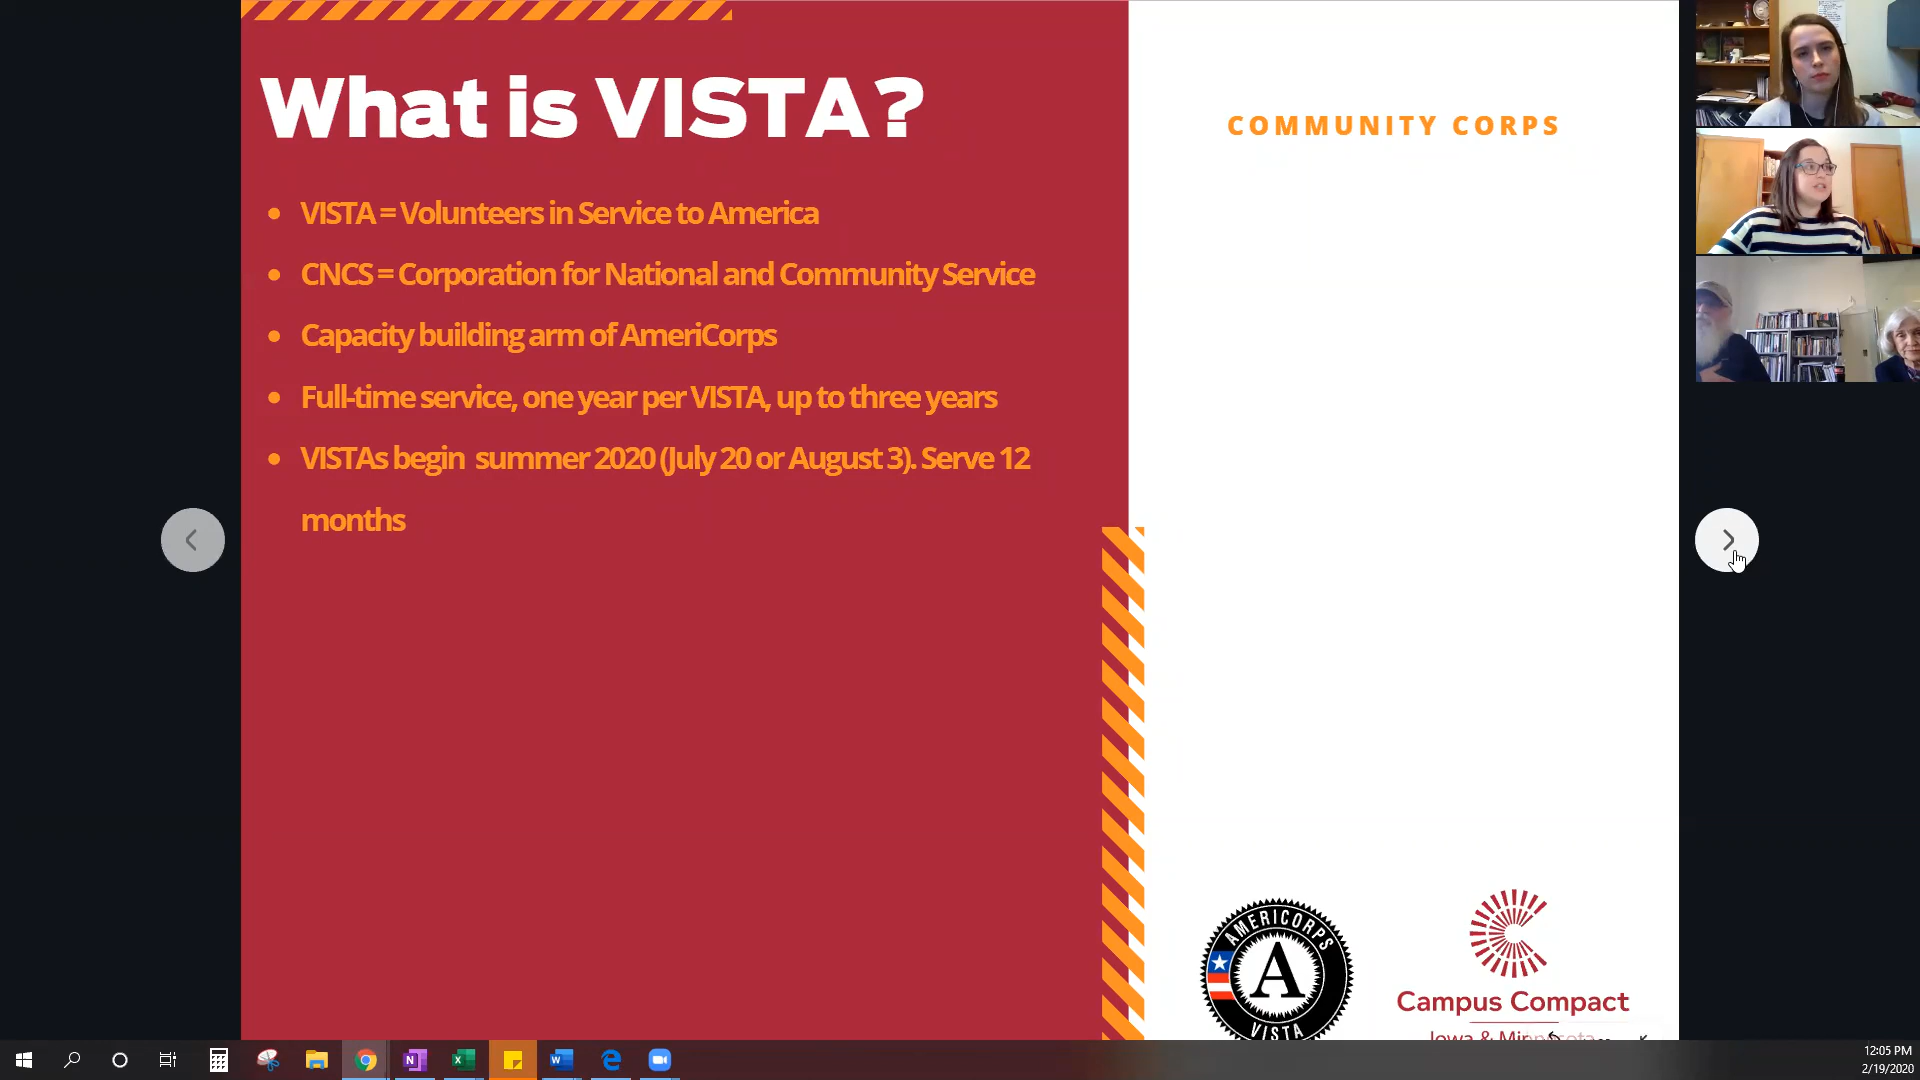 What is VISTA?
VISTA = Volunteers in Service to America
CNCS = Corporation for National and Community Service
Capacity building arm of AmeriCorps
Full-time service, one year per VISTA, up to three years
VISTAs begin summer 2020 (July 20 or August 3). Serve 12
months
COMMUNITY CORPS
AMERICORPS
A
VISTA
Campus Compact
Iowa & Minnesota
12:05 PM
2/19/2020